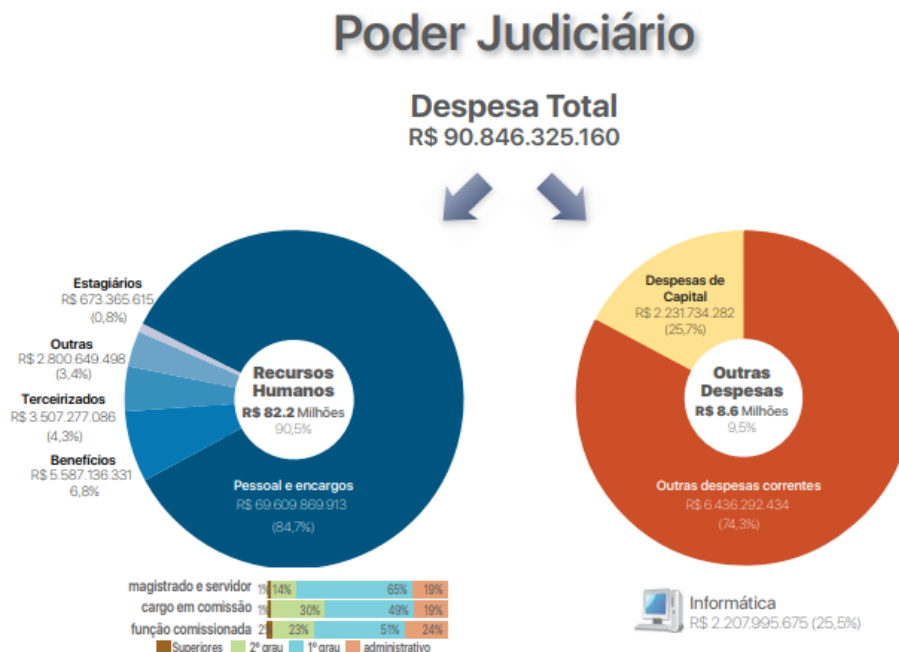 Poder Judiciário
Despesa Total
R$ 90.846.325.160
Estagiários
R$ 673.365.615
(0,8%)
Outras
R$ 2.800.649.498
(3,4%)
Terceirizados
R$ 3.507.277.086
(4,3%)
Benefícios
R$ 5.587.136.331
6,8%
Recursos
Humanos
R$ 82.2 Milhões
90,5%
Pessoal e encargos
R$ 69.609.869.913
(84,7%)
Despesas de
Capital
R$ 2.231.734.282
(25,7%)
Outras
Despesas
R$ 8.6 Milhões
9,5%
Outras despesas correntes
R$ 6.436.292.434
(74,3%)
magistrado e servidor 1% 14% 65% 19%
cargo em comissão 1% 30% 49% 19%
função comissionada 2% 23% 51% 24%
Superiores 2º grau 1º grau administrativo
Informática
R$ 2.207.995.675 (25,5%)